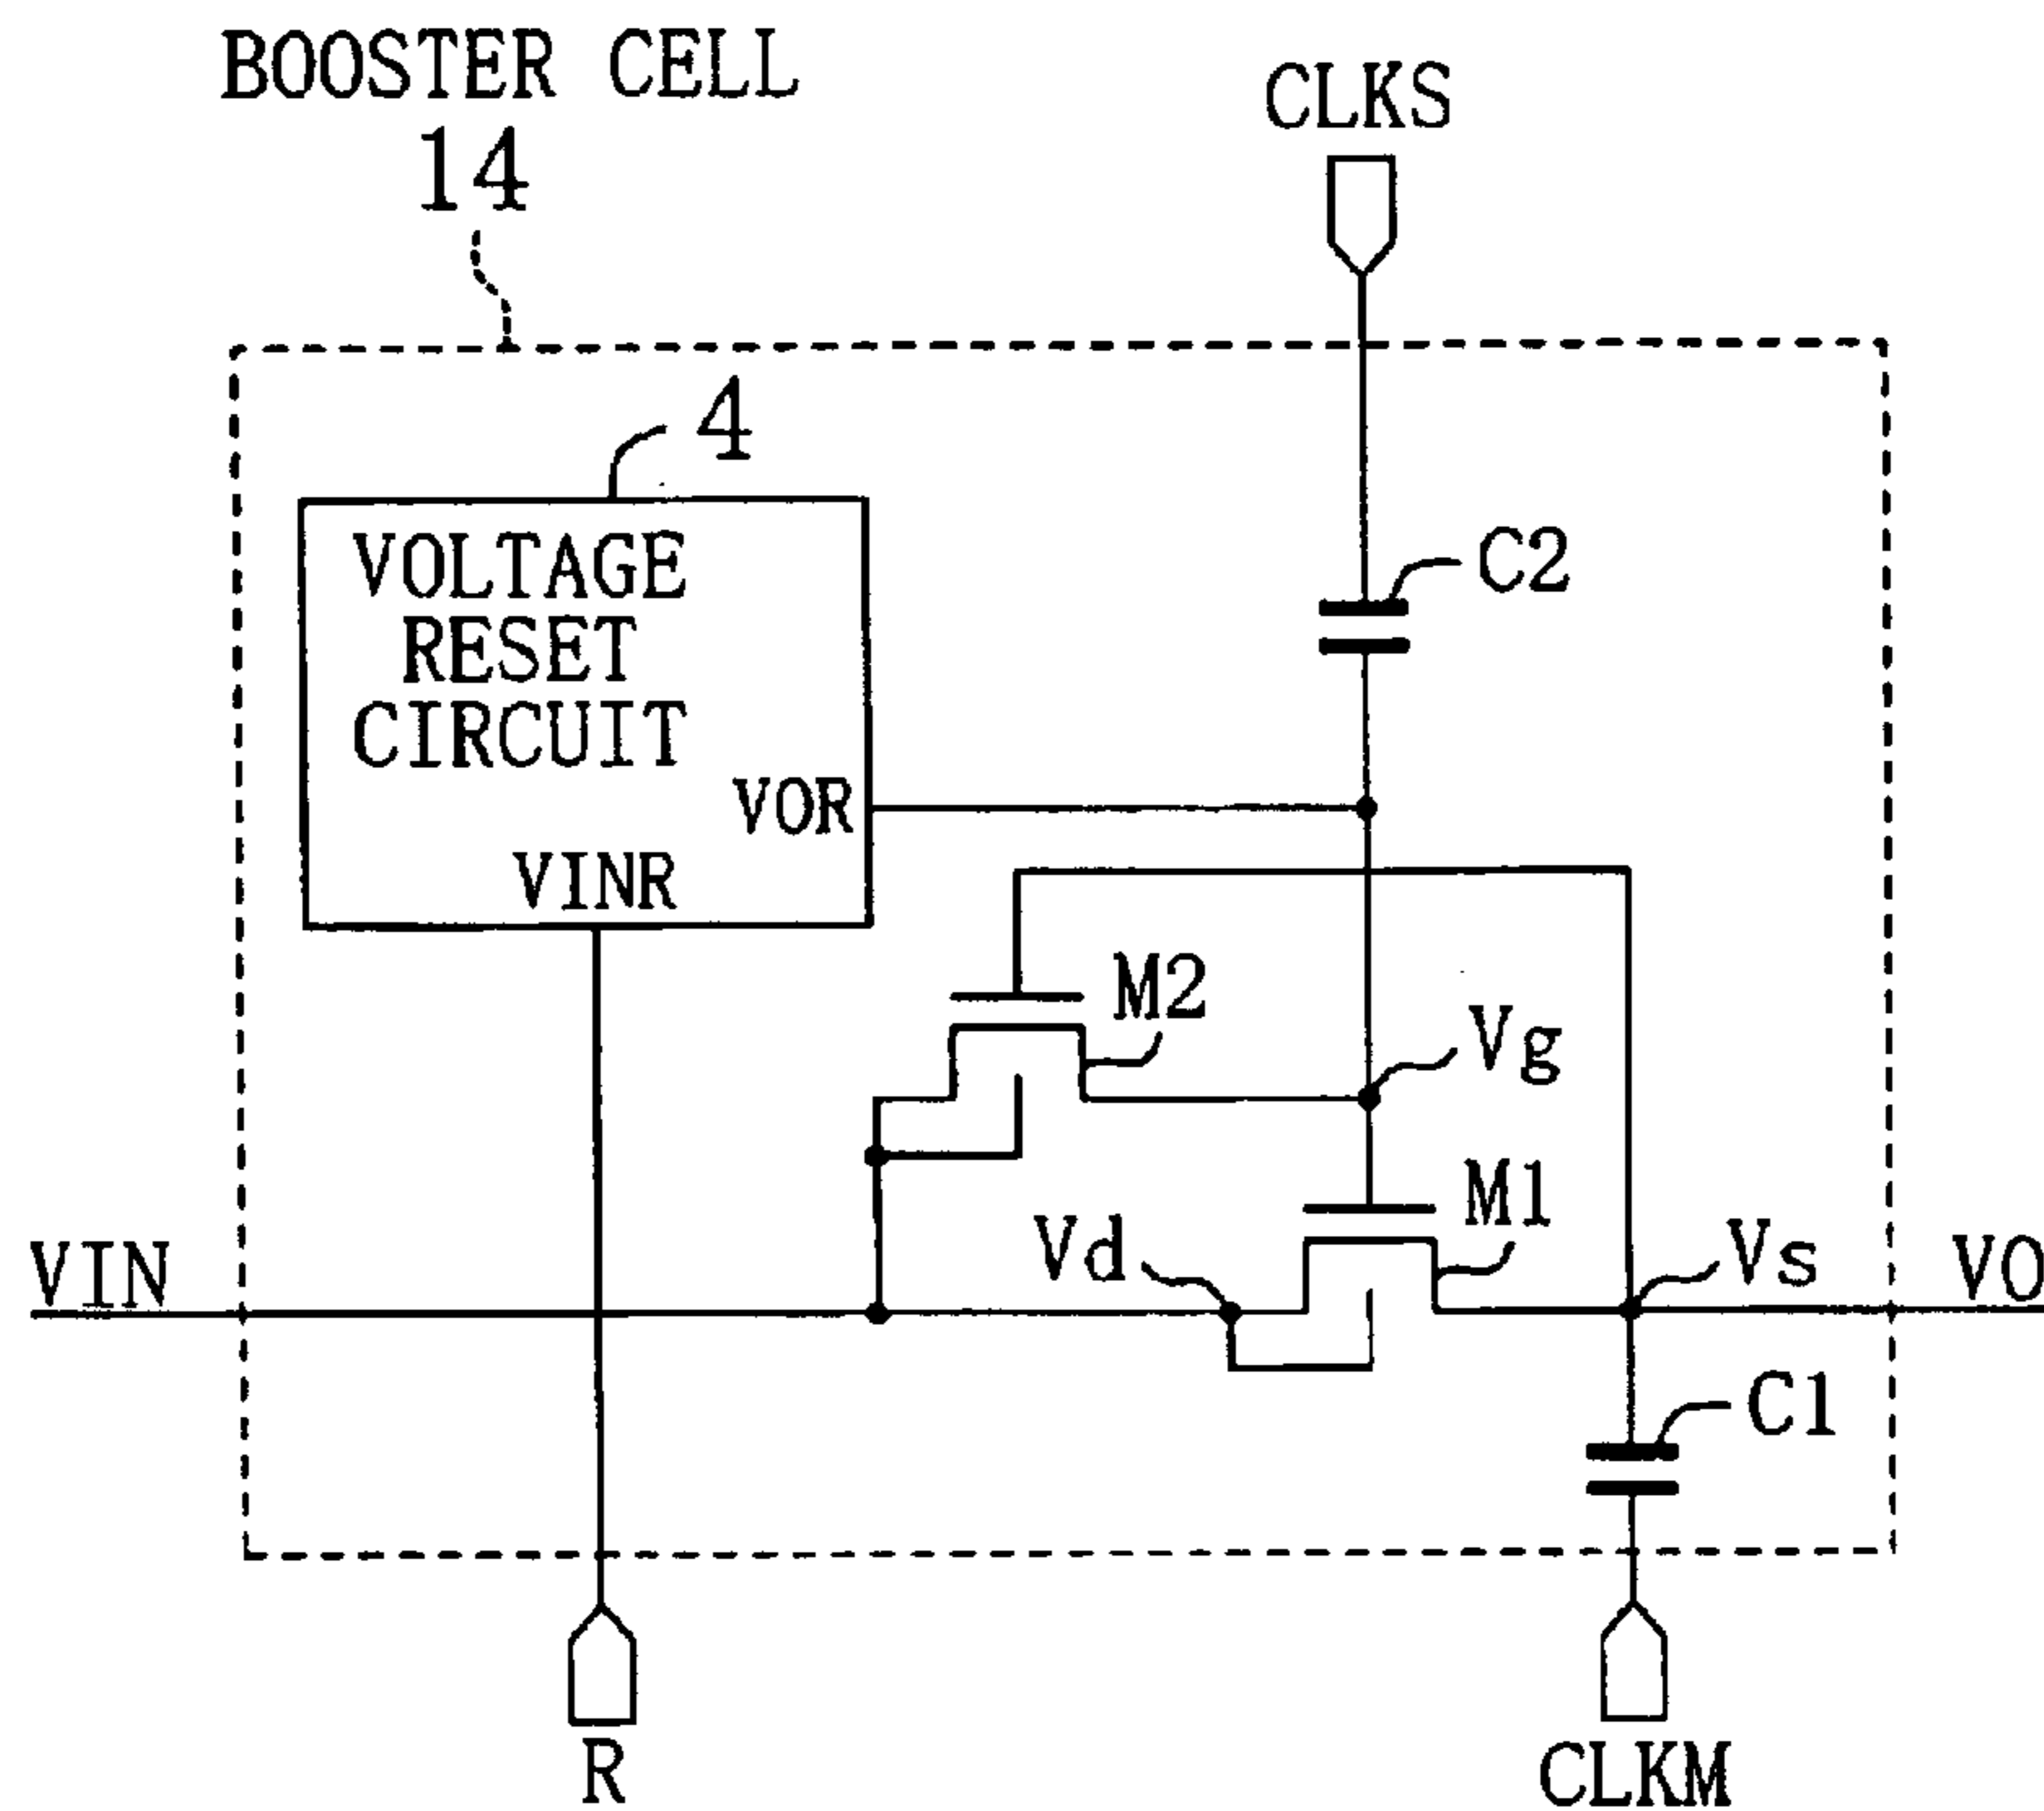 BOOSTER CELL
14
CLKS
4
VOLTAGE
RESET
CIRCUIT
C2
VOR
VINR
M2
Vg
M1
Vd
Vs
VIN
VO
C1
R
CLKM